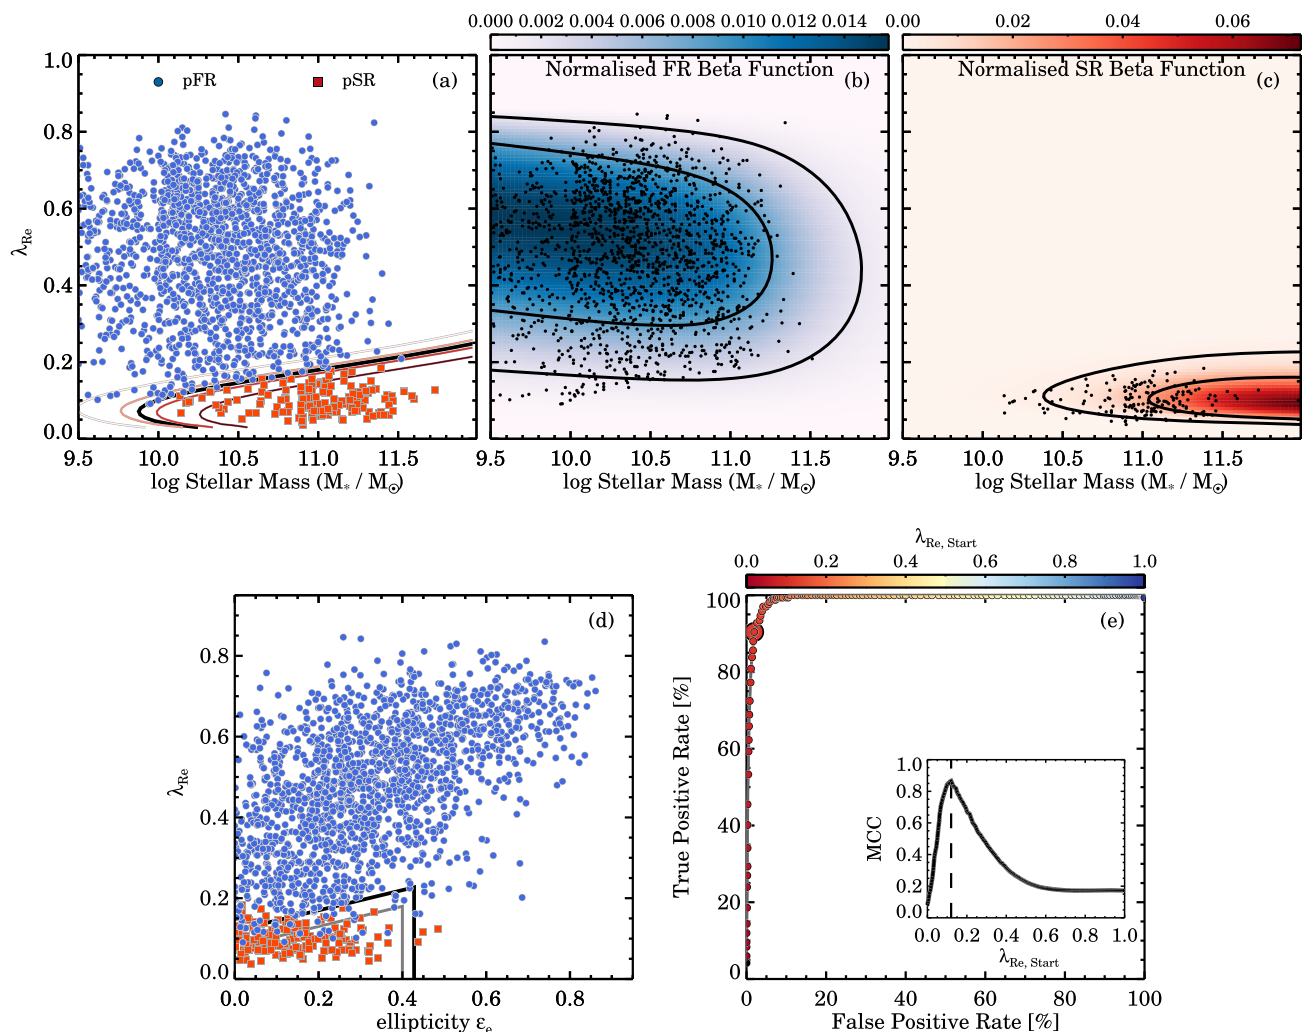 0.000 0.002 0.004 0.006 0.008 0.010 0.012 0.014
0.00 0.02 0.04 0.06
pFR pSR (a)
Normalised FR Beta Function (b)
Normalised SR Beta Function (c)
1.0
0.8
0.6
0.4
0.2
0.0
λRe
9.5 10.0 10.5 11.0 11.5
log Stellar Mass (M* / M⊙)
9.5 10.0 10.5 11.0 11.5
log Stellar Mass (M* / M⊙)
9.5 10.0 10.5 11.0 11.5
log Stellar Mass (M* / M⊙)
(d)
0.8
0.6
0.4
0.2
0.0
λRe
0.0 0.2 0.4 0.6 0.8
ellipticity εe
λRe, Start
0.0 0.2 0.4 0.6 0.8 1.0
(e)
100
80
60
40
20
0
True Positive Rate [%]
0 20 40 60 80 100
False Positive Rate [%]
1.0
0.8
0.6
0.4
0.2
0.0
MCC
0.0 0.2 0.4 0.6 0.8 1.0
λRe, Start